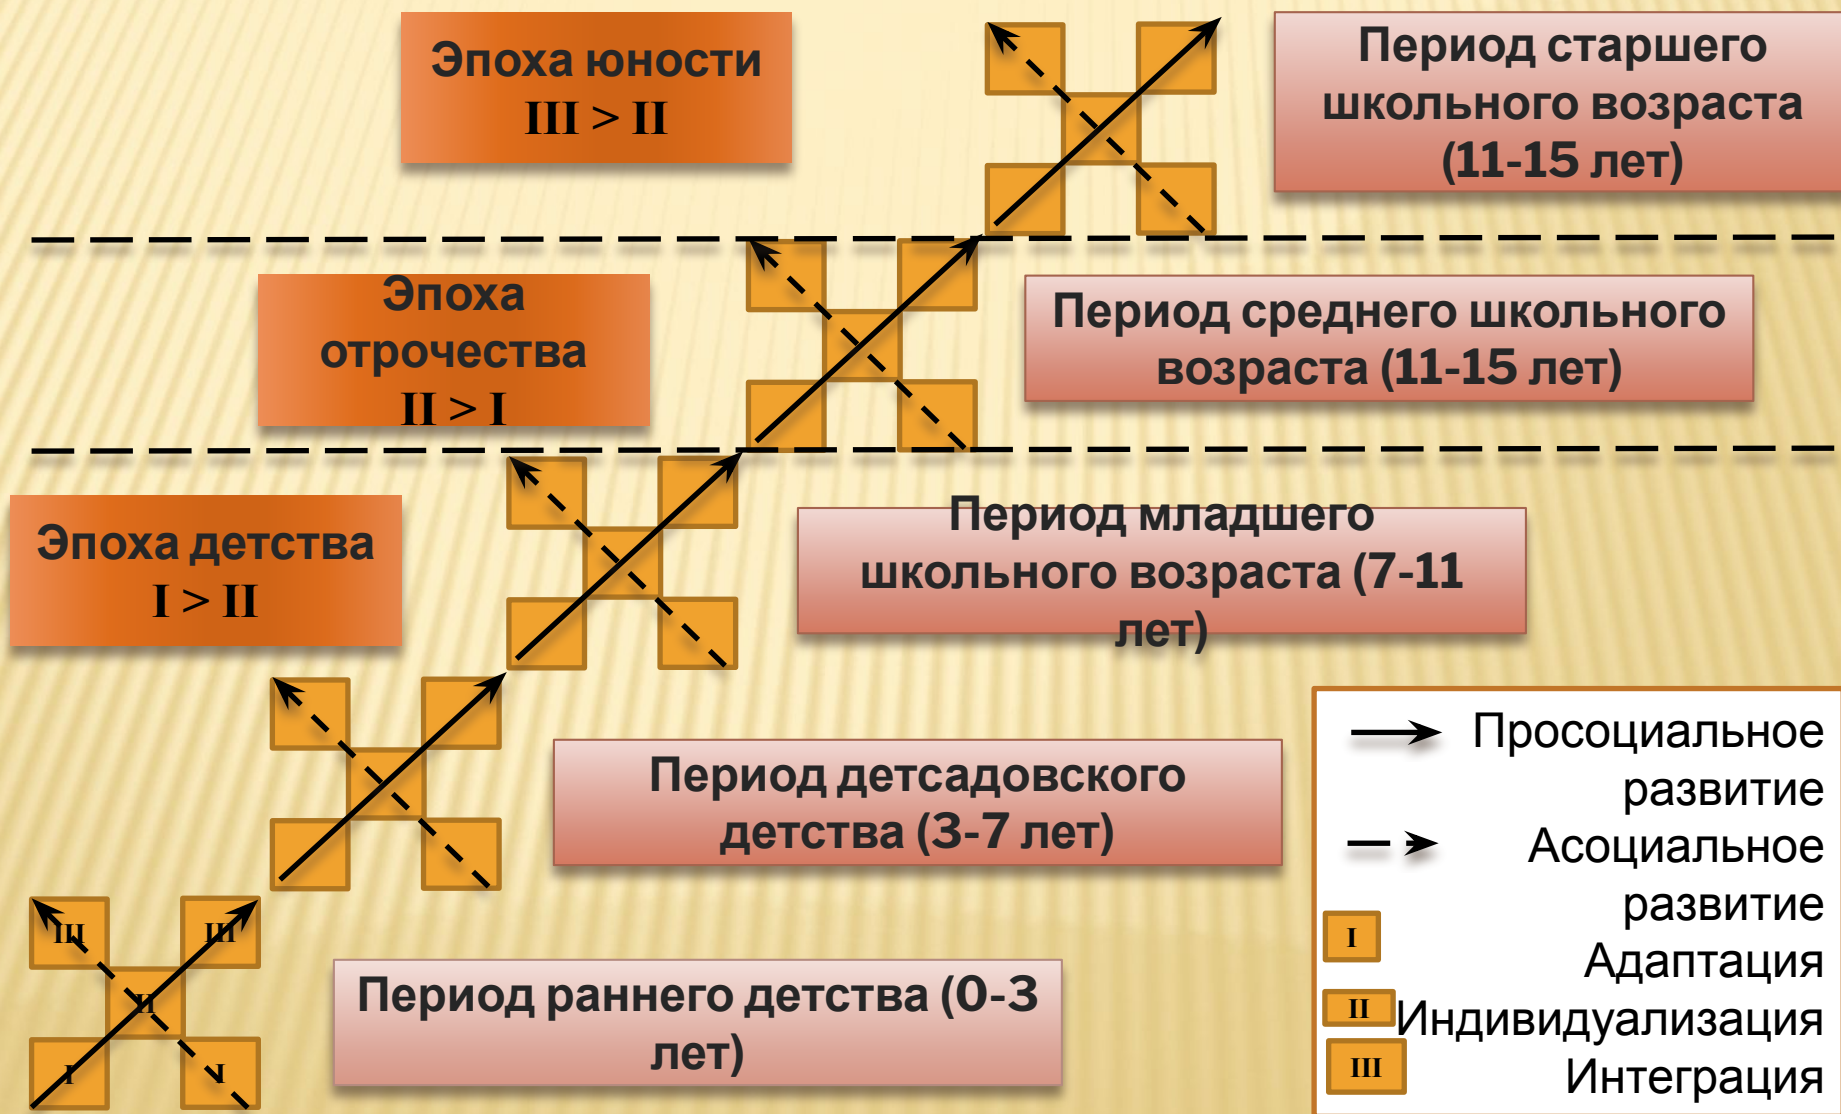 Эпоха юности
III > II
Период старшего
школьного возраста
(11-15 лет)
Эпоха
отрочества
II > I
Период среднего школьного
возраста (11-15 лет)
Эпоха детства
I > II
Период младшего
школьного возраста (7-11
лет)
Период детсадовского
детства (3-7 лет)
III
III
II
I
I
Период раннего детства (0-3
лет)
Просоциальное
развитие
Асоциальное
развитие
I
Адаптация
II
Индивидуализация
III
Интеграция